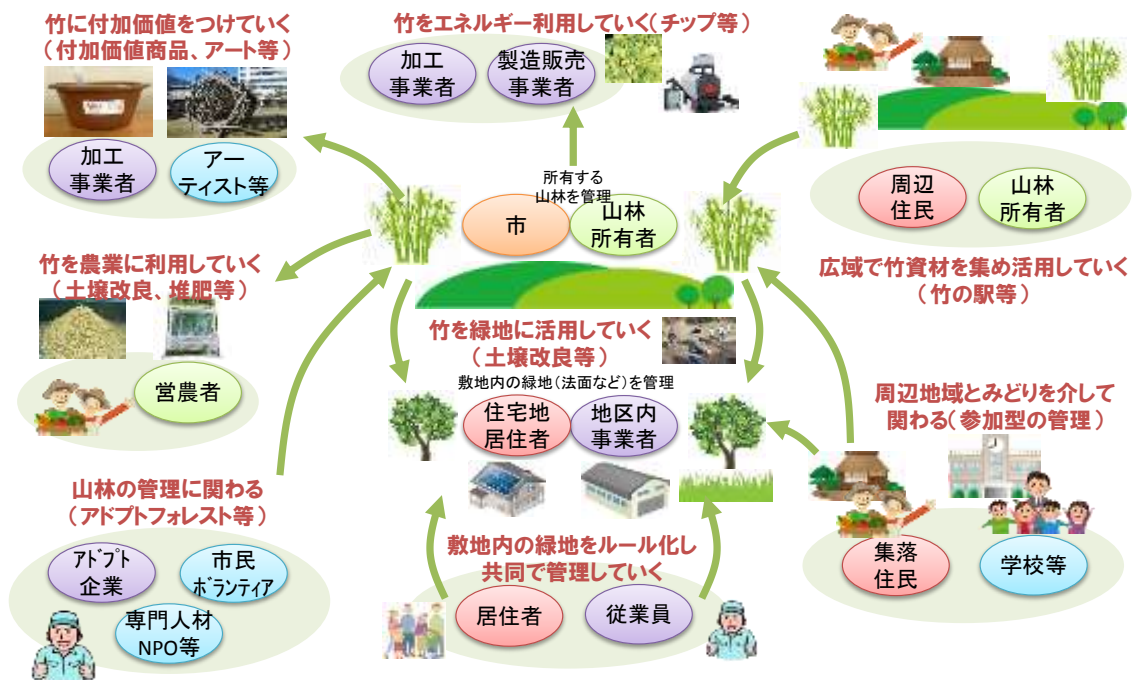 竹に付加価値をつけていく
（付加価値商品、アート等）
加工
事業者
アー
ティスト等
竹をエネルギー利用していく（チップ等）
加工
事業者
製造販売
事業者
周辺
住民
山林
所有者
広域で竹資材を集め活用していく
（竹の駅等）
所有する
山林を管理
市
山林
所有者
竹を農業に利用していく
（土壌改良、堆肥等）
営農者
竹を緑地に活用していく
（土壌改良等）
敷地内の緑地（法面など）を管理
住宅地
居住者
地区内
事業者
周辺地域とみどりを介して
関わる（参加型の管理）
集落
住民
学校等
山林の管理に関わる
（アドプトフォレスト等）
アドプト
企業
市民
ボランティア
専門人材
NPO等
敷地内の緑地をルール化し
共同で管理していく
居住者
従業員